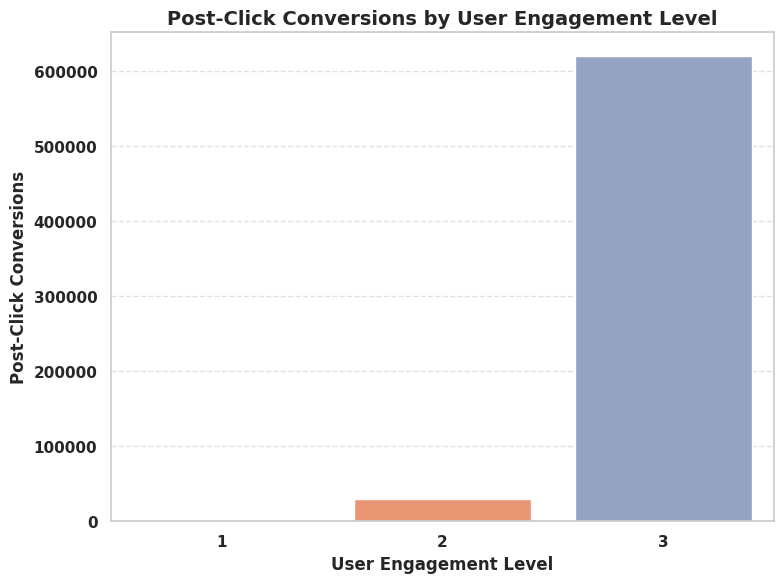 Post-Click Conversions by User Engagement Level
600000
500000
400000
300000
200000
100000
0
Post-Click Conversions
1 2 3
User Engagement Level